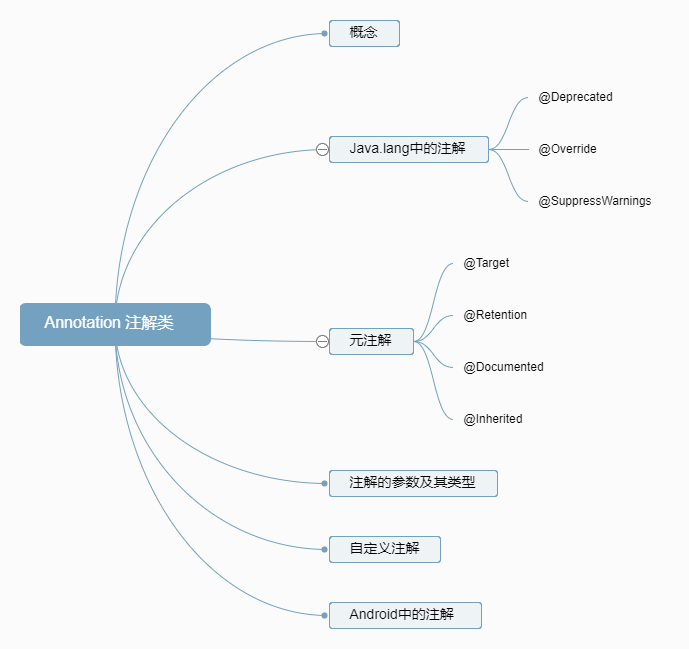 Annotation 注解类
概念
Java.lang中的注解
@Deprecated
@Override
@SuppressWarnings
元注解
@Target
@Retention
@Documented
@Inherited
注解的参数及其类型
自定义注解
Android中的注解